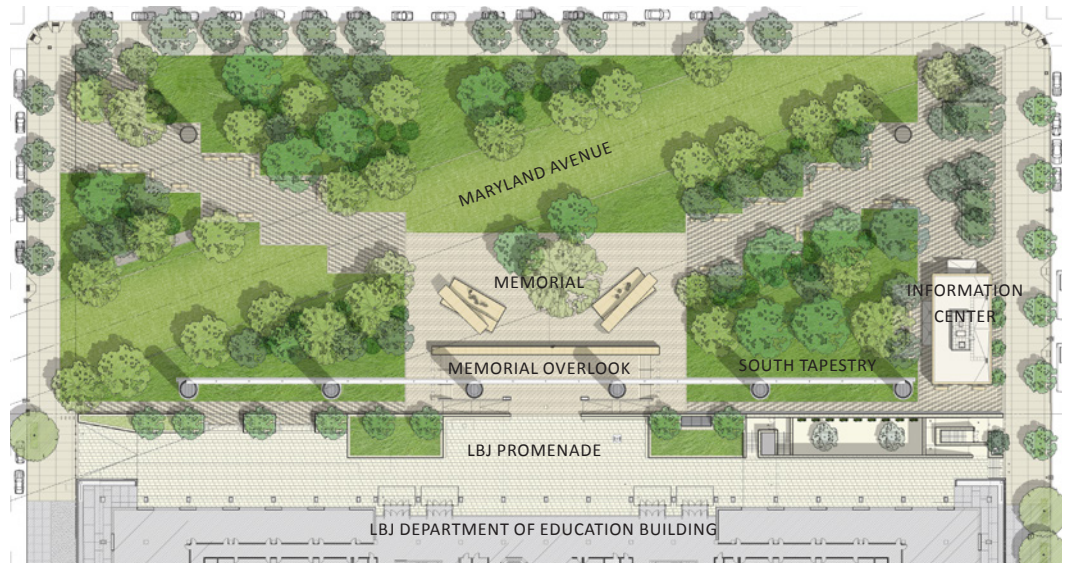 MARYLAND AVENUE
MEMORIAL
INFORMATION
CENTER
MEMORIAL OVERLOOK
SOUTH TAPESTRY
LBJ PROMENADE
LBJ DEPARTMENT OF EDUCATION BUILDING